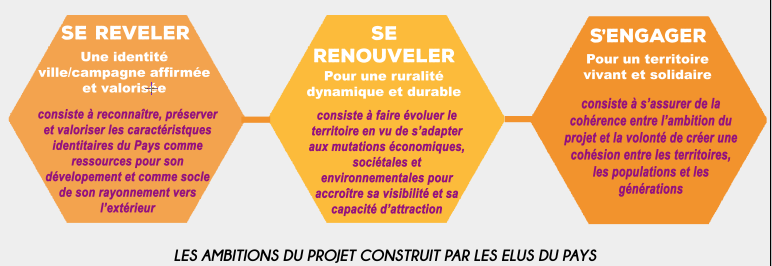 SE REVELER
Une identité
ville/campagne affirmée
et valorisée
consiste à reconnaître, préserver
et valoriser les caractéristques
identitaires du Pays comme
ressources pour son
dévelopement et comme socle
de son rayonnement vers
l'extérieur
SE
RENOUVELER
Pour une ruralité
dynamique et durable
consiste à faire évoluer le
territoire en vu de s'adapter
aux mutations économiques,
sociétales et
environnementales pour
accroître sa visibilité et sa
capacité d'attraction
S'ENGAGER
Pour un territoire
vivant et solidaire
consiste à s'assurer de la
cohérence entre l'ambition du
projet et la volonté de créer une
cohésion entre les territoires,
les populations et les
générations
LES AMBITIONS DU PROJET CONSTRUIT PAR LES ELUS DU PAYS